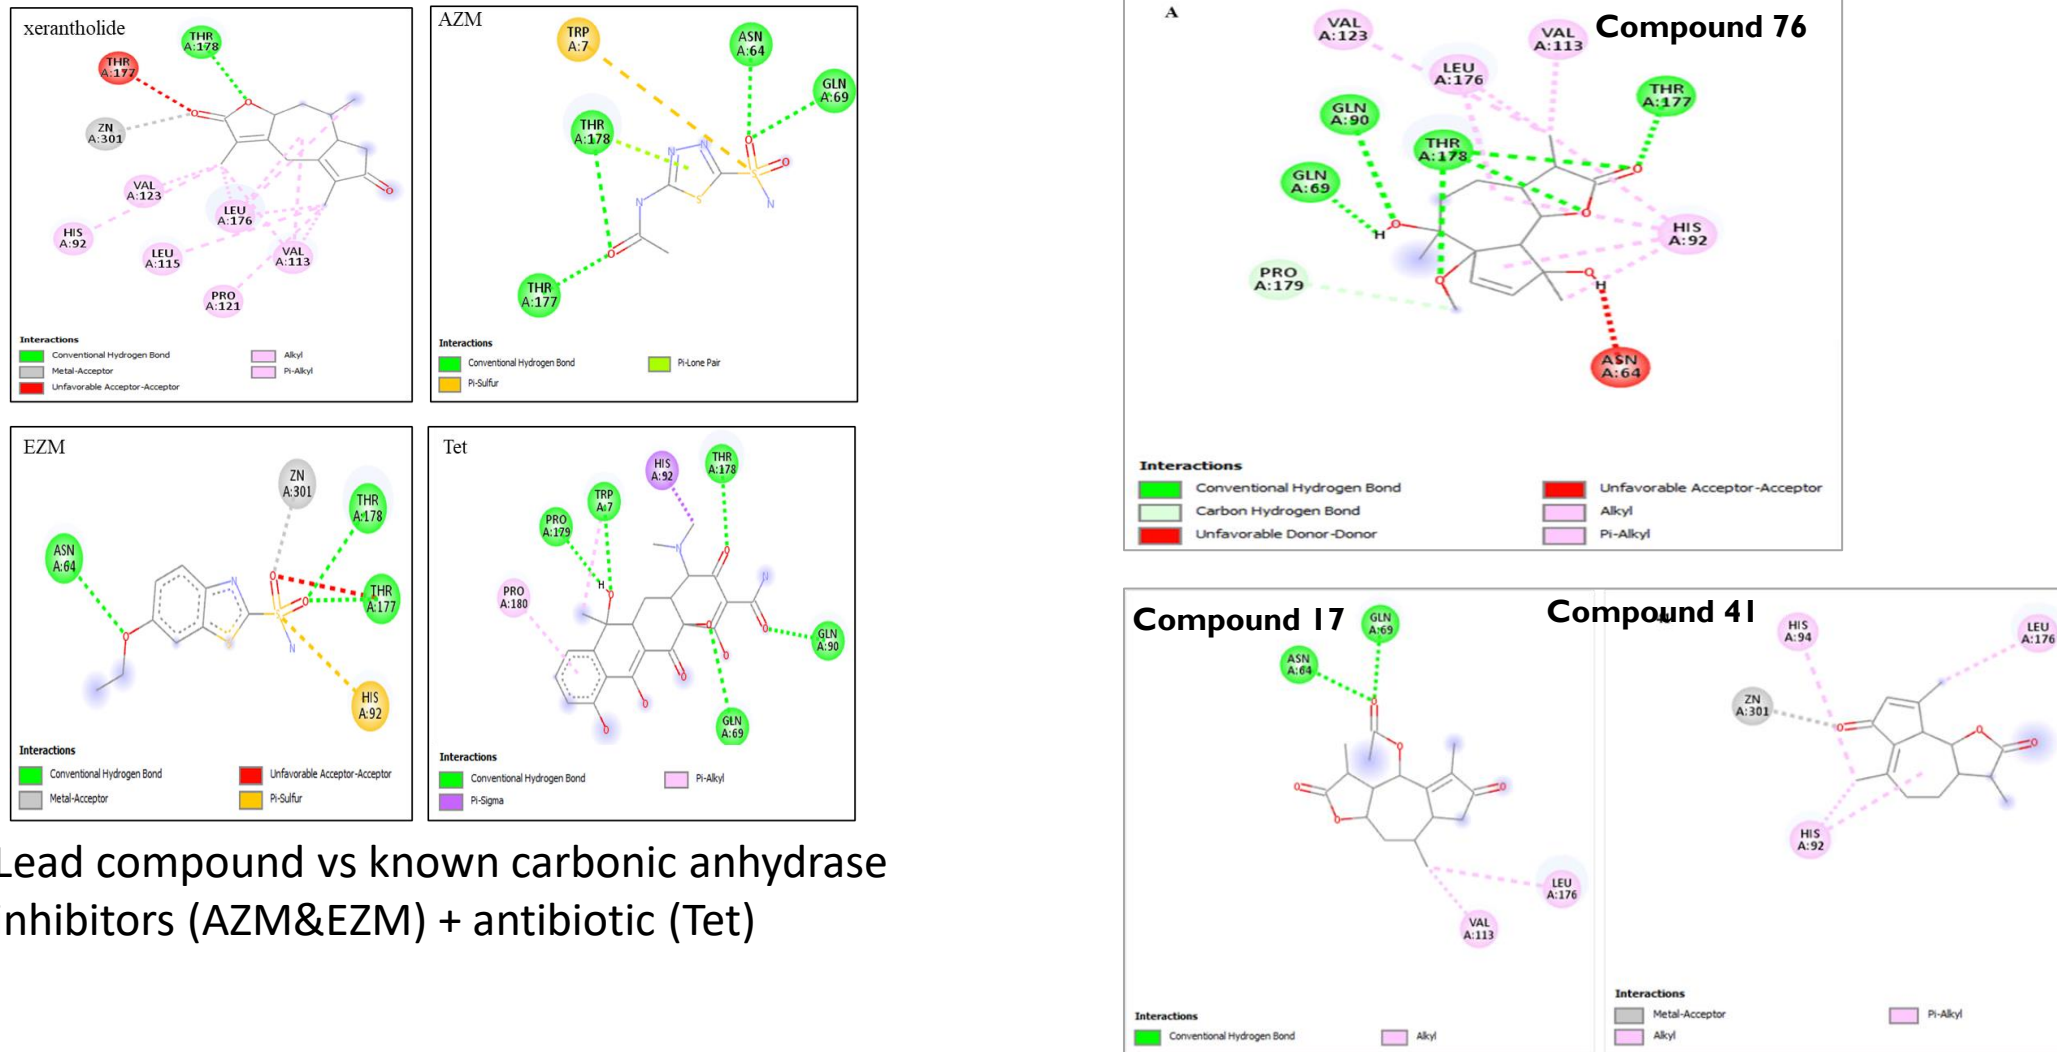 xerantholide
THR
A:178
THR
A:177
ZN
A:301
VAL
A:123
LEU
A:176
HIS
A:92
LEU
A:115
VAL
A:113
PRO
A:121
Interactions
Conventional Hydrogen Bond
Metal-Acceptor
Unfavorable Acceptor-Acceptor
Alkyl
Pi-Alkyl
AZM
TRP
A:7
ASN
A:64
GLN
A:69
THR
A:178
THR
A:177
N
N
N
S
S
O
O
N
O
Interactions
Conventional Hydrogen Bond
Pi-Sulfur
Pi-Lone Pair
EZM
ZN
A:301
THR
A:178
ASN
A:64
THR
A:177
HIS
A:92
Interactions
Conventional Hydrogen Bond
Metal-Acceptor
Unfavorable Acceptor-Acceptor
Pi-Sulfur
Tet
HIS
A:92
THR
A:178
TRP
A:7
PRO
A:179
PRO
A:180
H
GLN
A:90
GLN
A:69
Interactions
Conventional Hydrogen Bond
Pi-Sigma
Pi-Alkyl
Lead compound vs known carbonic anhydrase
inhibitors (AZM&EZM) + antibiotic (Tet)
A
Compound 76
VAL
A:123
VAL
A:113
LEU
A:176
THR
A:177
GLN
A:90
THR
A:178
GLN
A:69
HIS
A:92
PRO
A:179
H
H
ASN
A:64
Interactions
Conventional Hydrogen Bond
Carbon Hydrogen Bond
Unfavorable Donor-Donor
Unfavorable Acceptor-Acceptor
Alkyl
Pi-Alkyl
Compound 17
GLN
A:69
ASN
A:64
LEU
A:176
VAL
A:113
Interactions
Conventional Hydrogen Bond
Alkyl
Compound 41
HIS
A:94
LEU
A:176
ZN
A:301
HIS
A:92
Interactions
Metal-Acceptor
Alkyl
Pi-Alkyl